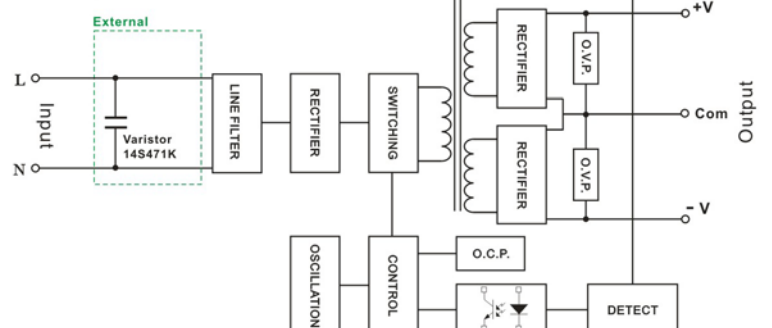 External
+V
L
Input
N
Varistor
14S471K
LINE FILTER
RECTIFIER
SWITCHING
RECTIFIER
O.V.P.
Com
Output
RECTIFIER
O.V.P.
- V
OSCILLATION
CONTROL
O.C.P.
DETECT